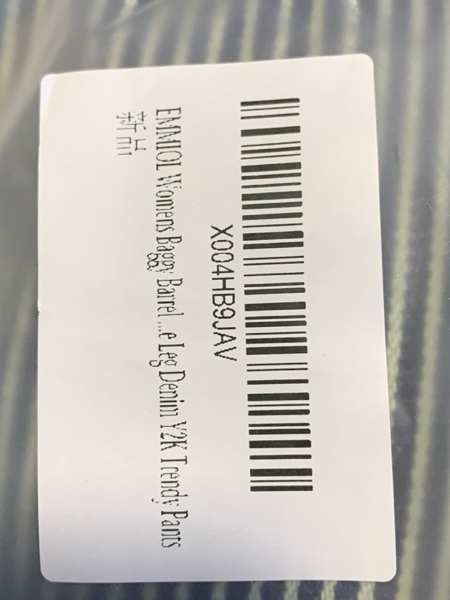 X004HB9JAV
EMMIOL Womens Baggy Barrel ...e Leg Denim Y2K Trendy Pants
新品